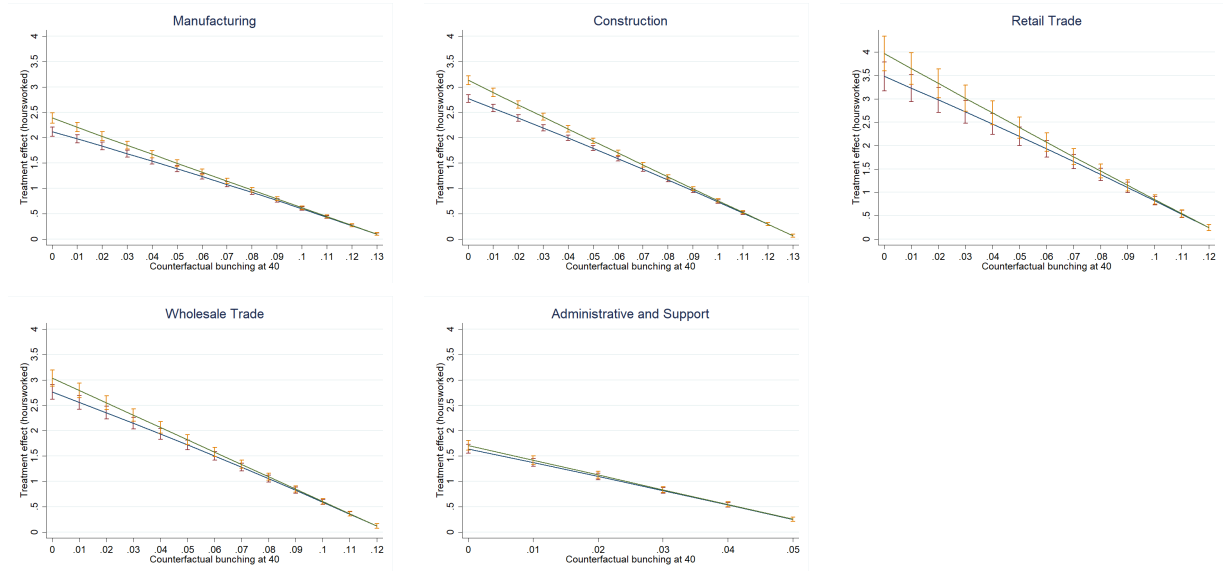 Manufacturing
Treatment effect (hoursworked)
4
3.5
3
2.5
2
1.5
1
.5
0
0 .01 .02 .03 .04 .05 .06 .07 .08 .09 .1 .11 .12 .13
Counterfactual bunching at 40
Construction
Treatment effect (hoursworked)
4
3.5
3
2.5
2
1.5
1
.5
0
0 .01 .02 .03 .04 .05 .06 .07 .08 .09 .1 .11 .12 .13
Counterfactual bunching at 40
Retail Trade
Treatment effect (hoursworked)
4
3.5
3
2.5
2
1.5
1
.5
0
0 .01 .02 .03 .04 .05 .06 .07 .08 .09 .1 .11 .12
Counterfactual bunching at 40
Wholesale Trade
Treatment effect (hoursworked)
4
3.5
3
2.5
2
1.5
1
.5
0
0 .01 .02 .03 .04 .05 .06 .07 .08 .09 .1 .11 .12
Counterfactual bunching at 40
Administrative and Support
Treatment effect (hoursworked)
4
3.5
3
2.5
2
1.5
1
.5
0
0 .01 .02 .03 .04 .05
Counterfactual bunching at 40